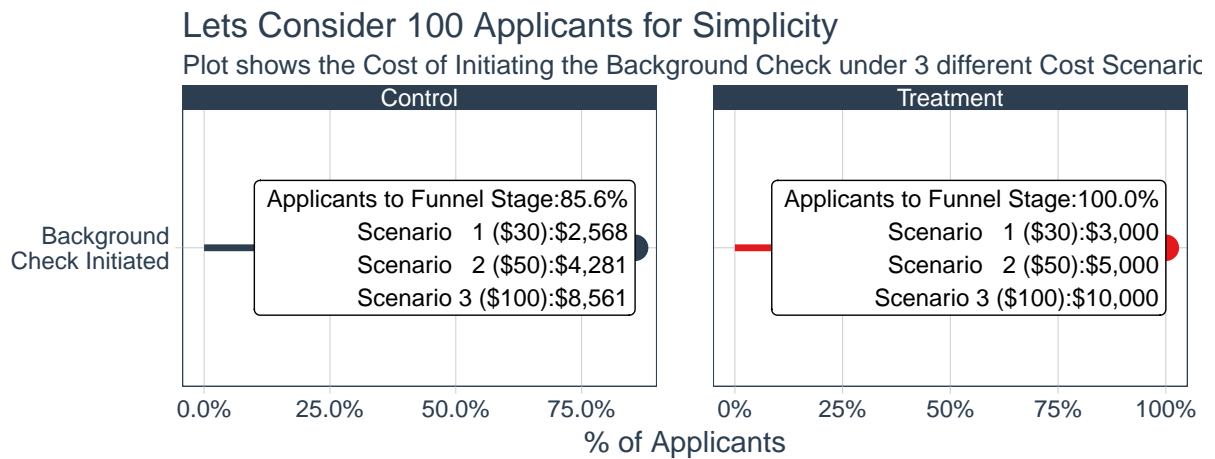 Lets Consider 100 Applicants for Simplicity
Plot shows the Cost of Initiating the Background Check under 3 different Cost
Control
Treatment
Background
Check Initiated
Applicants to Funnel Stage:85.6%
Scenario 1 ($30):$2,568
Scenario 2 ($50):$4,281
Scenario 3 ($100):$8,561
Applicants to Funnel Stage:100.0%
Scenario 1 ($30):$3,000
Scenario 2 ($50):$5,000
Scenario 3 ($100):$10,000
0.0% 25.0% 50.0% 75.0%
0% 25% 50% 75% 100%
% of Applicants